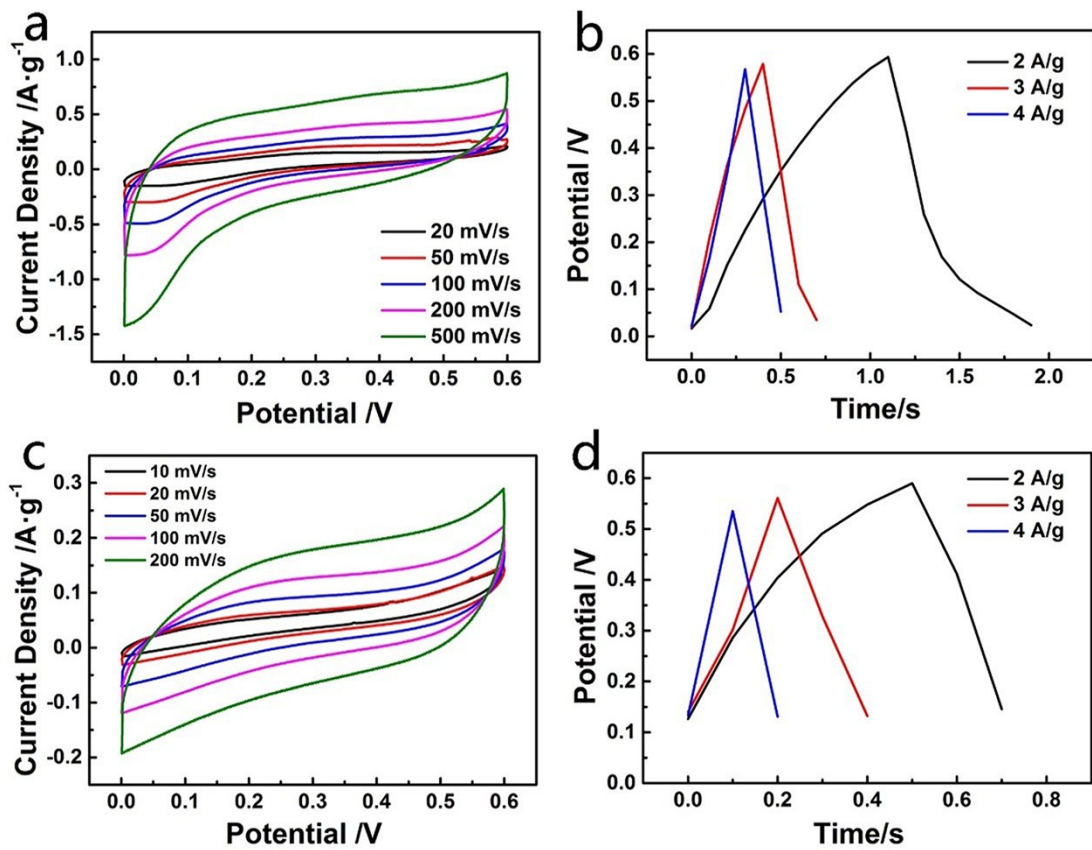 a
Current Density /A·g-1
1.0
0.5
0.0
-0.5
-1.0
-1.5
20 mV/s
50 mV/s
100 mV/s
200 mV/s
500 mV/s
0.0 0.1 0.2 0.3 0.4 0.5 0.6
Potential /V
b
Potential /V
0.6
0.5
0.4
0.3
0.2
0.1
0.0
2 A/g
3 A/g
4 A/g
0.0 0.5 1.0 1.5 2.0
Time/s
c
Current Density /A·g-1
0.3
0.2
0.1
0.0
-0.1
-0.2
10 mV/s
20 mV/s
50 mV/s
100 mV/s
200 mV/s
0.0 0.1 0.2 0.3 0.4 0.5 0.6
Potential /V
d
Potential /V
0.6
0.5
0.4
0.3
0.2
0.1
0.0
2 A/g
3 A/g
4 A/g
0.0 0.2 0.4 0.6 0.8
Time/s